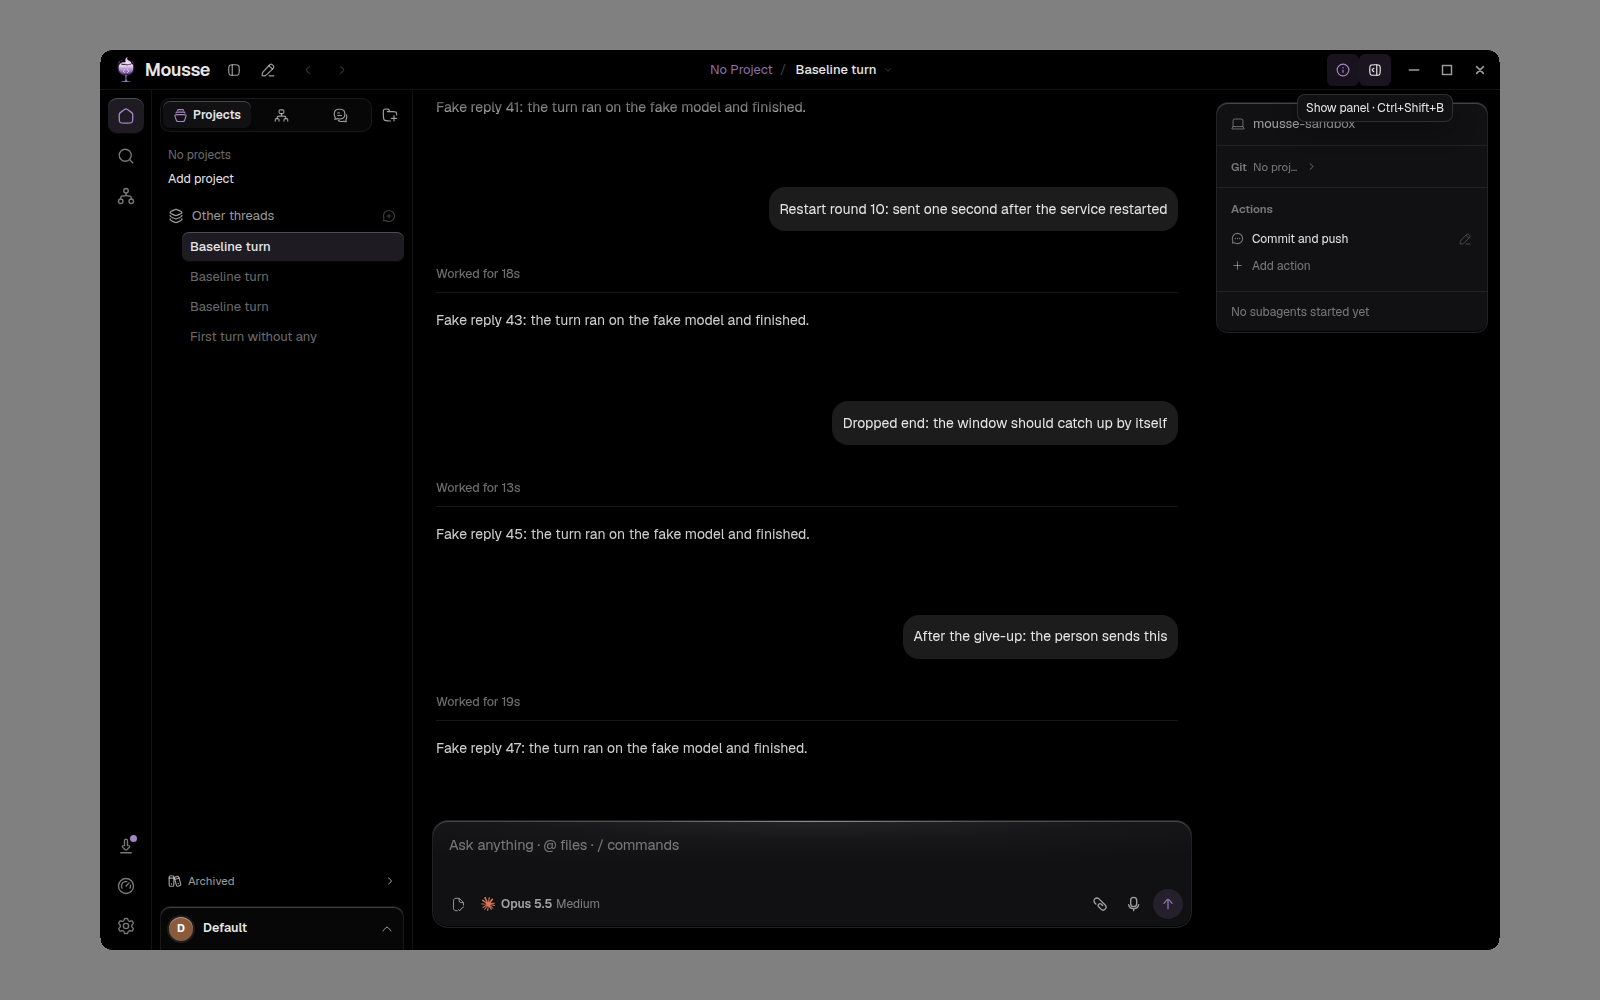 Mousse
No Project / Baseline turn
Show panel · Ctrl+Shift+B
Projects
No projects
Add project
Other threads
Baseline turn
Baseline turn
Baseline turn
First turn without any
Archived
D Default
Fake reply 41: the turn ran on the fake model and finished.
Restart round 10: sent one second after the service restarted
Worked for 18s
Fake reply 43: the turn ran on the fake model and finished.
Dropped end: the window should catch up by itself
Worked for 13s
Fake reply 45: the turn ran on the fake model and finished.
After the give-up: the person sends this
Worked for 19s
Fake reply 47: the turn ran on the fake model and finished.
Ask anything · @ files · / commands
Opus 5.5 Medium
mousse-sandbox
Git No proj...
Actions
Commit and push
Add action
No subagents started yet